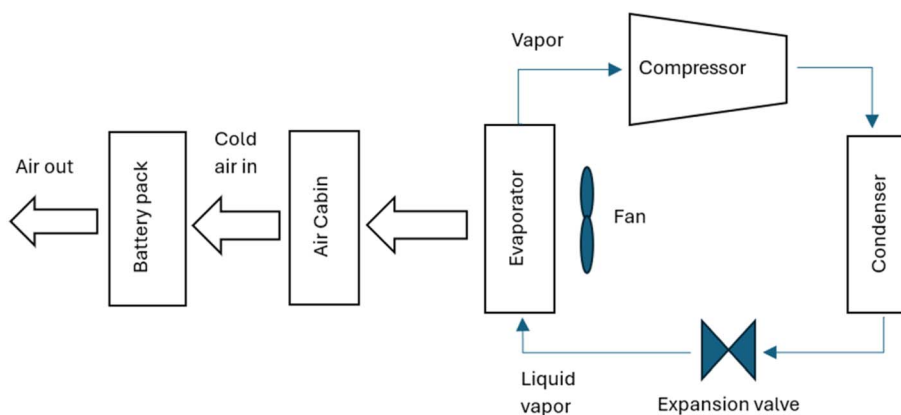 Vapor
Compressor
Air out
Battery pack
Cold
air in
Air Cabin
Evaporator
Fan
Condenser
Liquid
vapor
Expansion valve